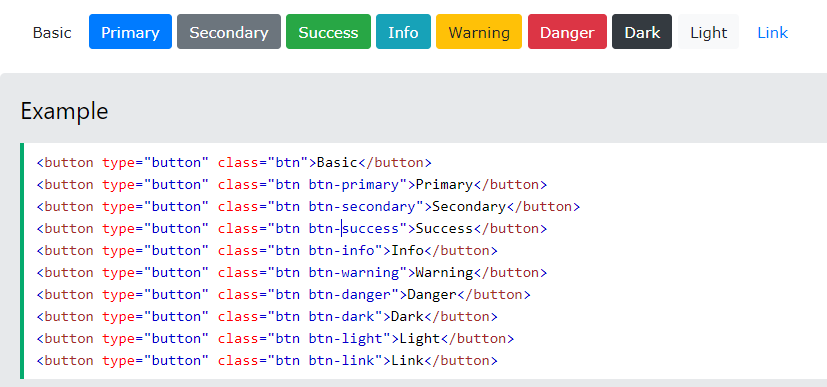 Basic Primary Secondary Success Info Warning Danger Dark Light Link
Example
<button type="button" class="btn">Basic</button>
<button type="button" class="btn btn-primary">Primary</button>
<button type="button" class="btn btn-secondary">Secondary</button>
<button type="button" class="btn btn-success">Success</button>
<button type="button" class="btn btn-info">Info</button>
<button type="button" class="btn btn-warning">Warning</button>
<button type="button" class="btn btn-danger">Danger</button>
<button type="button" class="btn btn-dark">Dark</button>
<button type="button" class="btn btn-light">Light</button>
<button type="button" class="btn btn-link">Link</button>